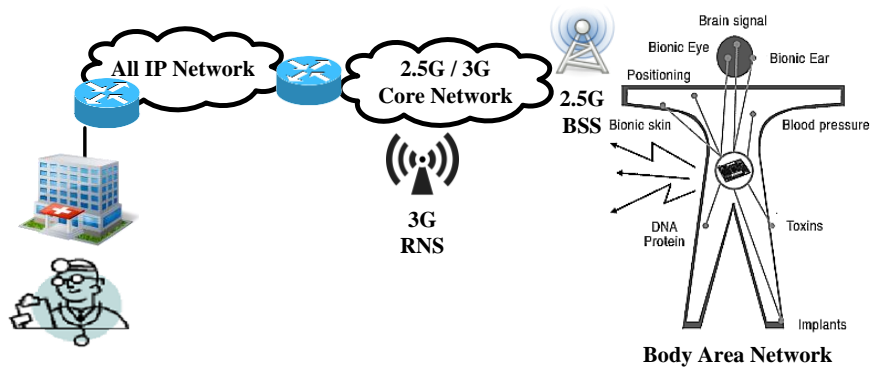 All IP Network
2.5G / 3G
Core Network
3G
RNS
2.5G
BSS
Brain signal
Bionic Eye
Bionic Ear
Positioning
Bionic skin
Blood pressure
DNA
Protein
Toxins
Implants
Body Area Network